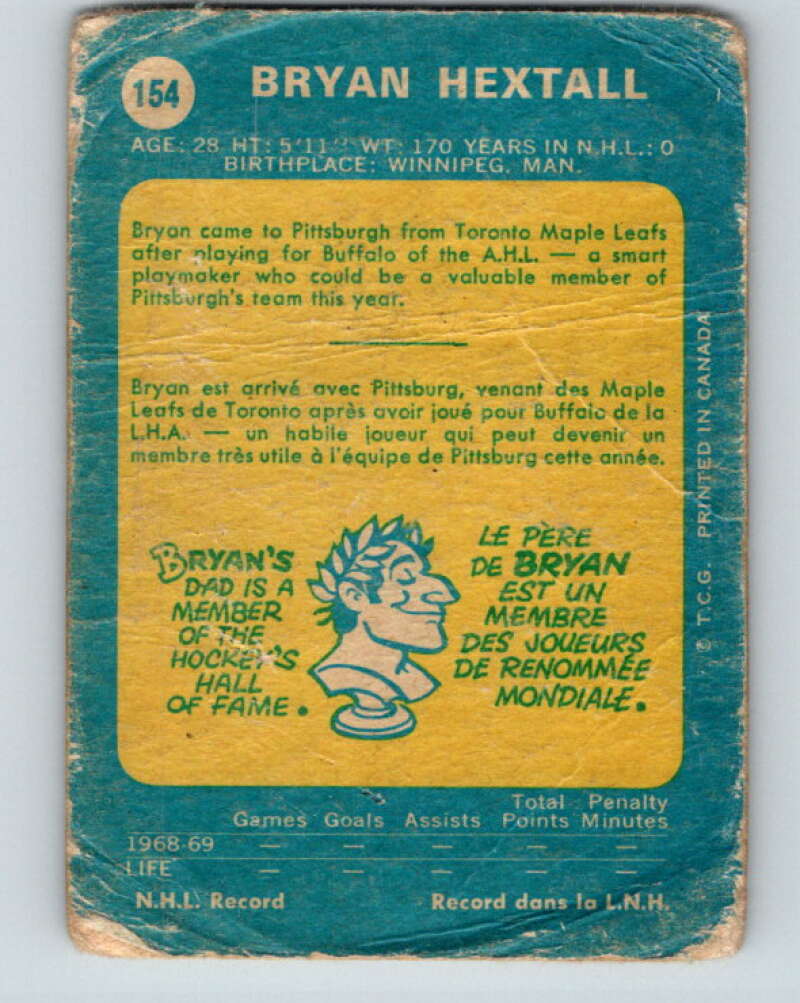 154
BRYAN HEXTALL
AGE: 28 HT: 5'11" WT: 170 YEARS IN N.H.L.: 0
BIRTHPLACE: WINNIPEG, MAN.
Bryan came to Pittsburgh from Toronto Maple Leafs
after playing for Buffalo of the A.H.L. — a smart
playmaker who could be a valuable member of
Pittsburgh's team this year.
Bryan est arrivé avec Pittsburg, venant des Maple
Leafs de Toronto après avoir joué pour Buffalo de la
L.H.A. — un habile joueur qui peut devenir un
membre très utile à l'équipe de Pittsburg cette année.
BRYAN'S
DAD IS A
MEMBER
OF THE
HOCKEY'S
HALL
OF FAME.
LE PÈRE
DE BRYAN
EST UN
MEMBRE
DES JOUEURS
DE RENOMMÉE
MONDIALE.
© T.C.G. PRINTED IN CANADA
Total Penalty
Games Goals Assists Points Minutes
1968-69 — — — — —
LIFE — — — — —
N.H.L. Record Record dans la L.N.H.